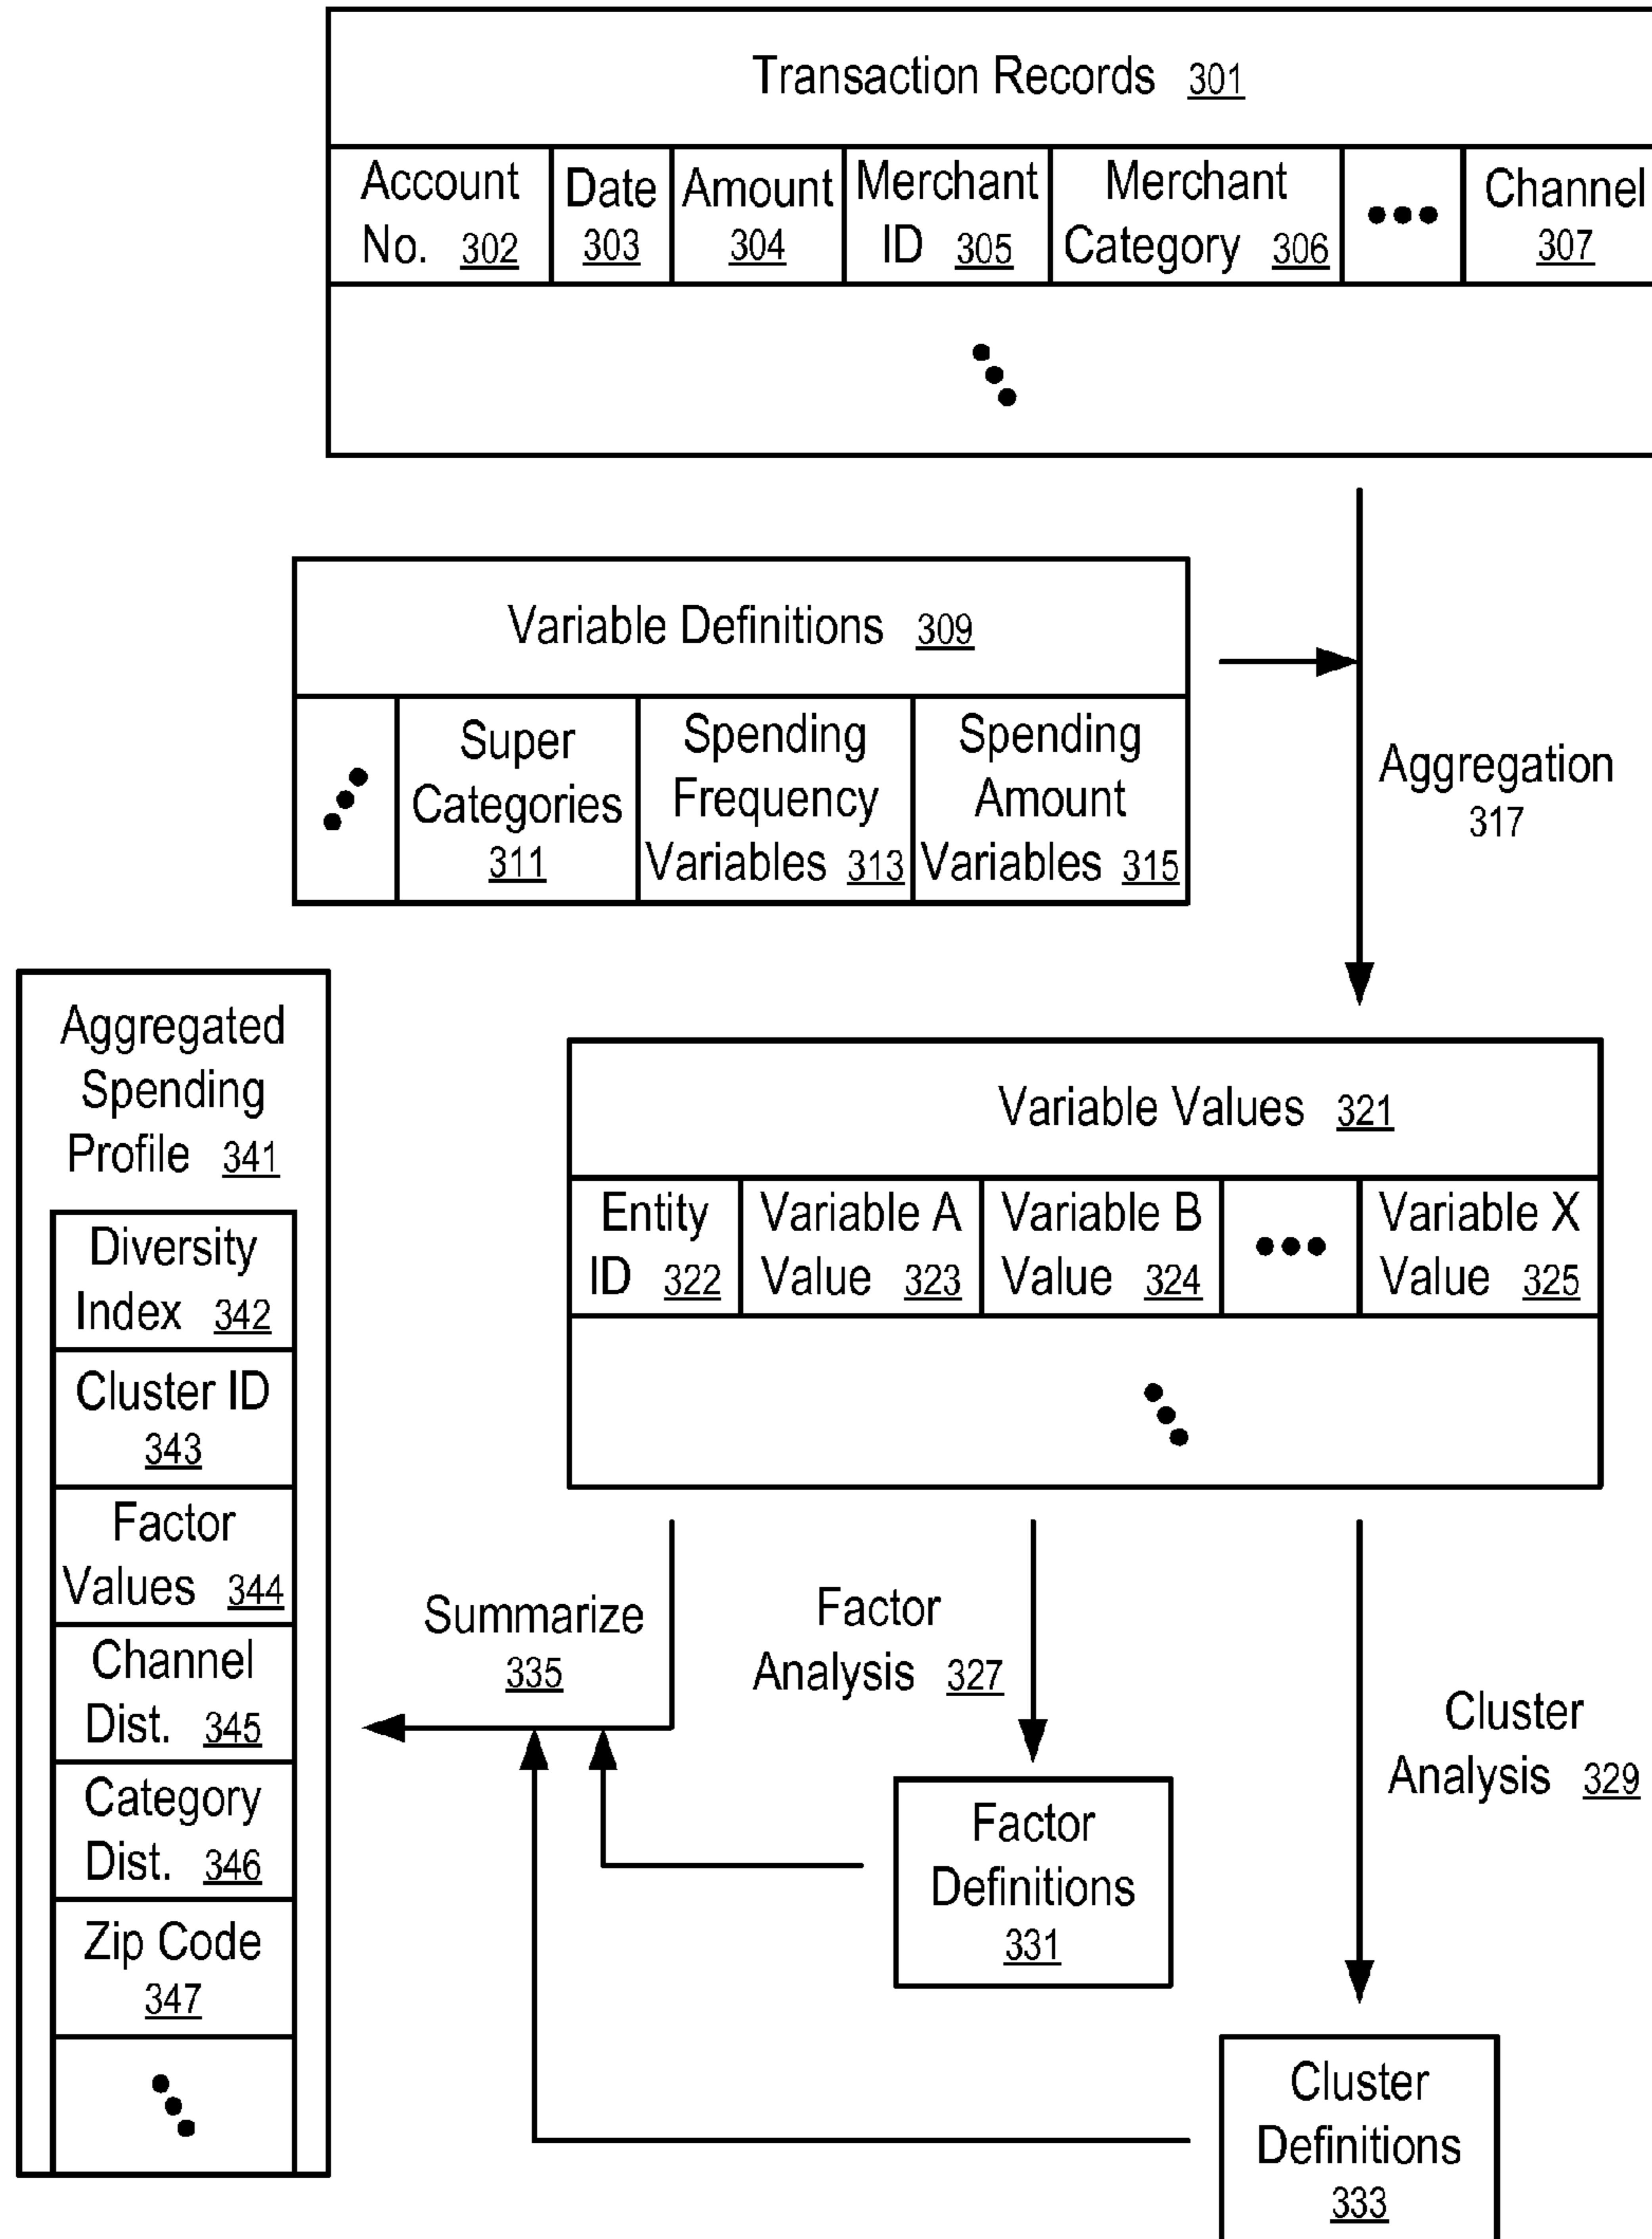 Transaction Records 301
Account No. 302
Date 303
Amount 304
Merchant ID 305
Merchant Category 306
Channel 307
Variable Definitions 309
Super Categories 311
Spending Frequency Variables 313
Spending Amount Variables 315
Aggregation 317
Aggregated Spending Profile 341
Diversity Index 342
Cluster ID 343
Factor Values 344
Channel Dist. 345
Category Dist. 346
Zip Code 347
Variable Values 321
Entity ID 322
Variable A Value 323
Variable B Value 324
Variable X Value 325
Summarize 335
Factor Analysis 327
Cluster Analysis 329
Factor Definitions 331
Cluster Definitions 333